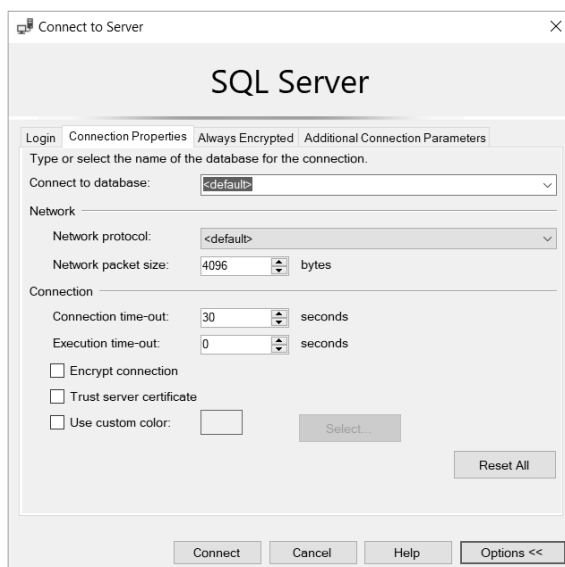 Connect to Server
SQL Server
Login Connection Properties Always Encrypted Additional Connection Parameters
Type or select the name of the database for the connection.
Connect to database: <default>
Network
Network protocol: <default>
Network packet size: 4096 bytes
Connection
Connection time-out: 30 seconds
Execution time-out: 0 seconds
Encrypt connection
Trust server certificate
Use custom color: Select...
Reset All
Connect Cancel Help Options <<